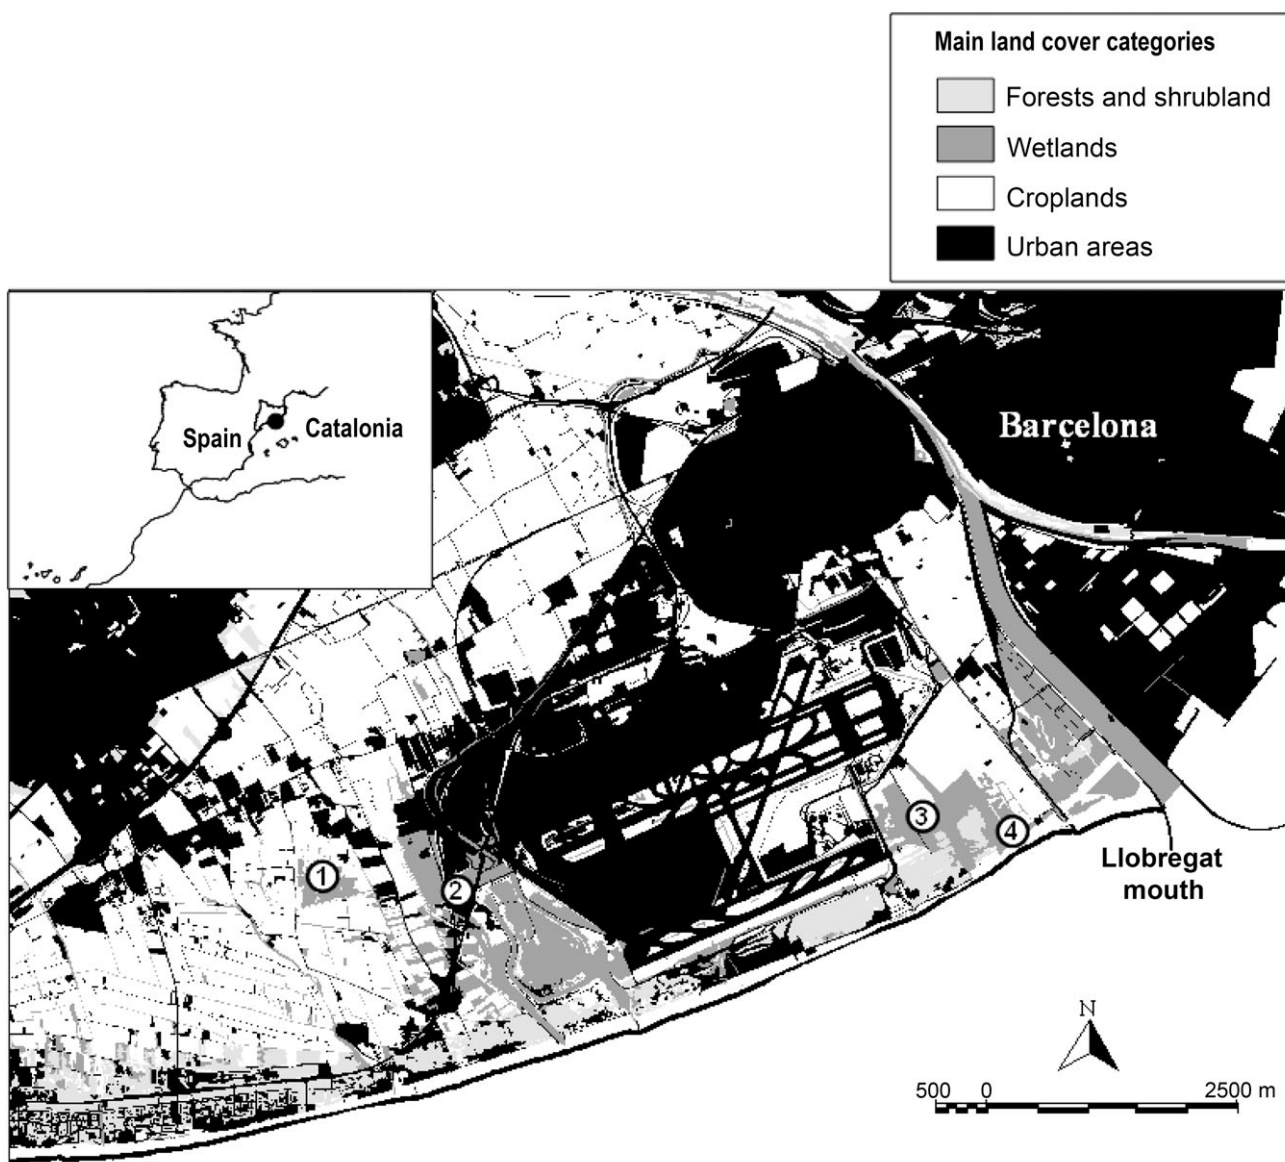 Main land cover categories
Forests and shrubland
Wetlands
Croplands
Urban areas
Spain
Catalonia
Barcelona
1
2
3
4
Llobregat
mouth
N
500 0 2500 m